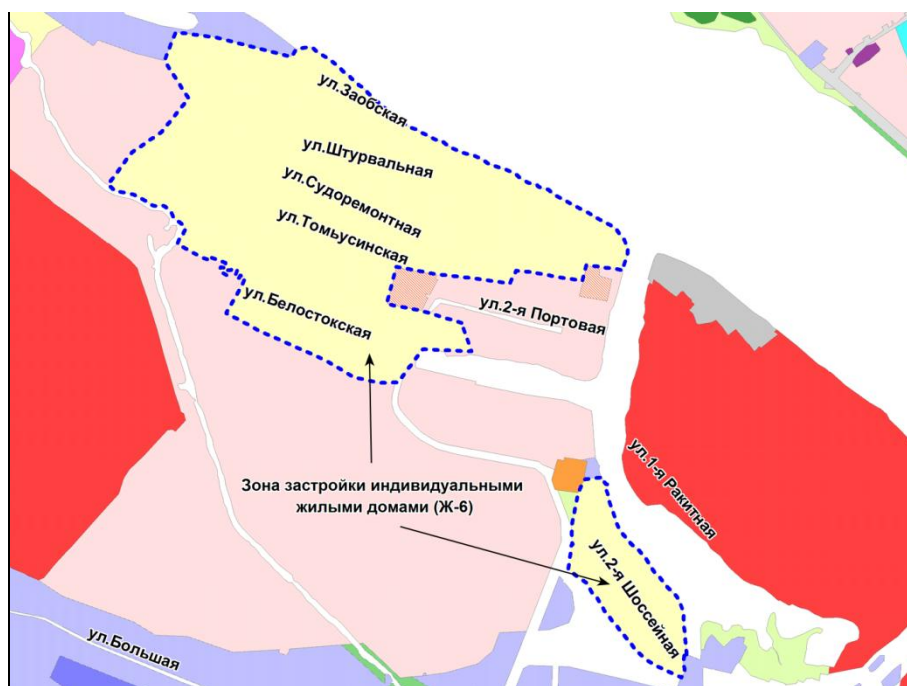 ул.Заобская
ул.Штурвальная
ул.Судоремонтная
ул.Томьусинская
ул.Белостокская
ул.2-я Портовая
ул.1-я Ракитная
Зона застройки индивидуальными
жилыми домами (Ж-6)
ул.2-я Шоссейная
ул.Большая